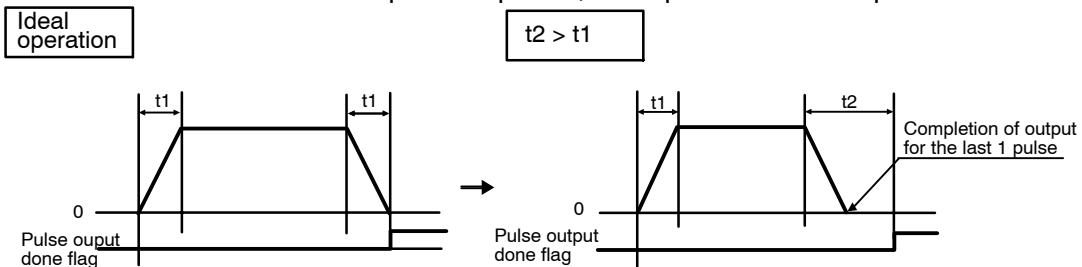 Ideal
operation
t2 > t1
t1
t1
0
Pulse ouput
done flag
t1
t2
Completion of output
for the last 1 pulse
0
Pulse output
done flag